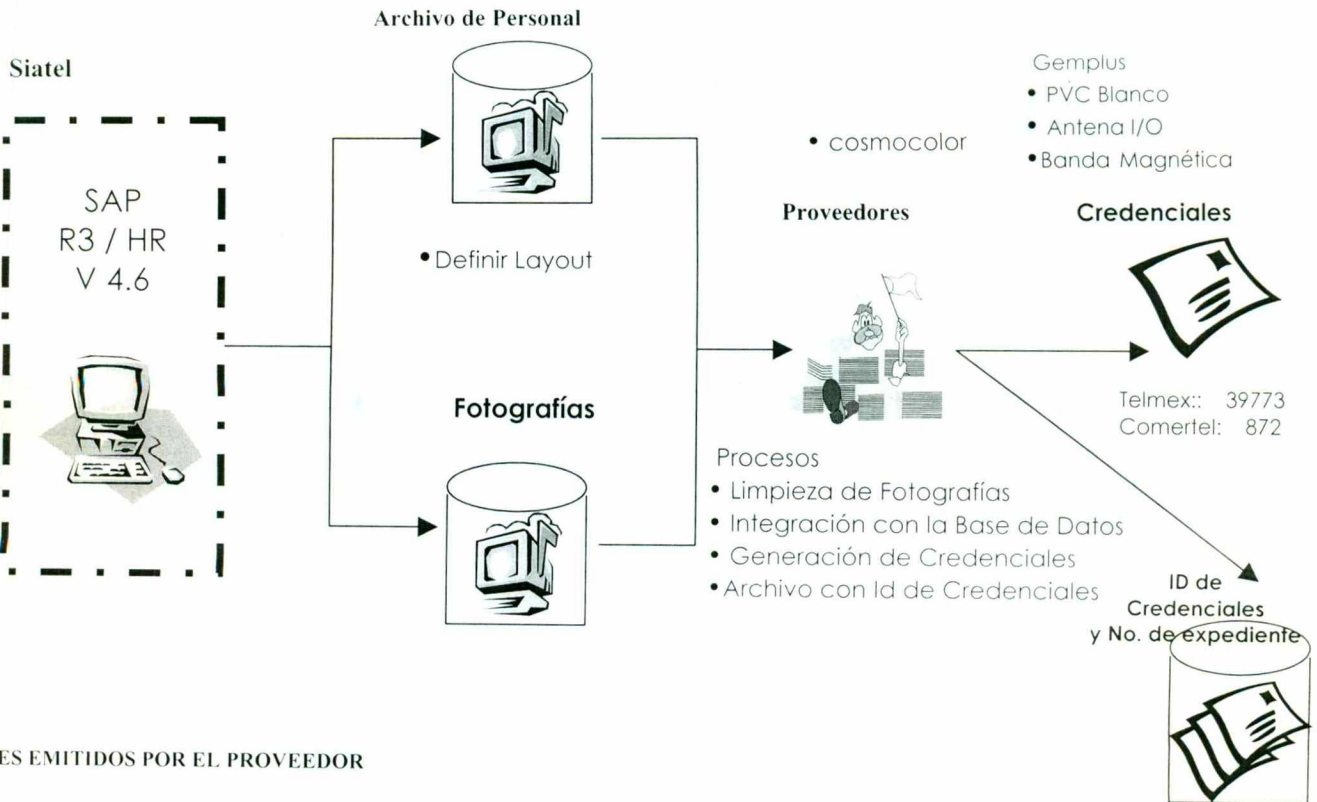 Archivo de Personal
Siatel
SAP
R3 / HR
V 4.6
• Definir Layout
Fotografías
• cosmocolor
Proveedores
Gemplus
• PVC Blanco
• Antena I/O
• Banda Magnética
Credenciales
Telmex:: 39773
Comertel: 872
Procesos
• Limpieza de Fotografías
• Integración con la Base de Datos
• Generación de Credenciales
• Archivo con Id de Credenciales
ID de
Credenciales
y No. de expediente
ES EMITIDOS POR EL PROVEEDOR